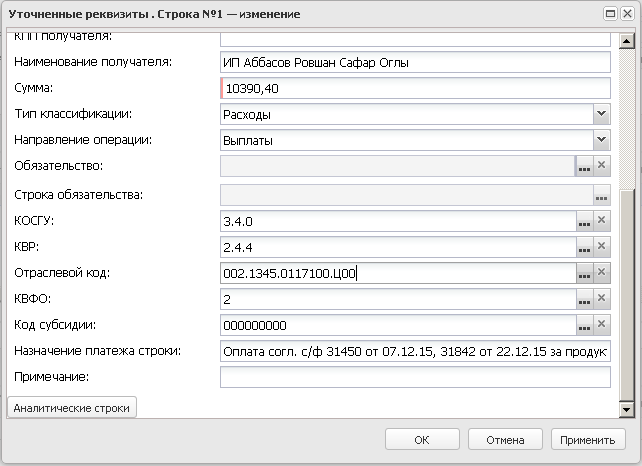 Уточненные реквизиты . Строка №1 — изменение
КПП получателя:
Наименование получателя: ИП Аббасов Ровшан Сафар Оглы
Сумма: 10390,40
Тип классификации: Расходы
Направление операции: Выплаты
Обязательство: ...
Строка обязательства: ...
КОСГУ: 3.4.0 ...
КВР: 2.4.4 ...
Отраслевой код: 002.1345.0117100.Ц00 ...
КВФО: 2 ...
Код субсидии: 000000000 ...
Назначение платежа строки: Оплата согл. с/ф 31450 от 07.12.15, 31842 от 22.12.15 за продук
Примечание:
Аналитические строки
ОК Отмена Применить